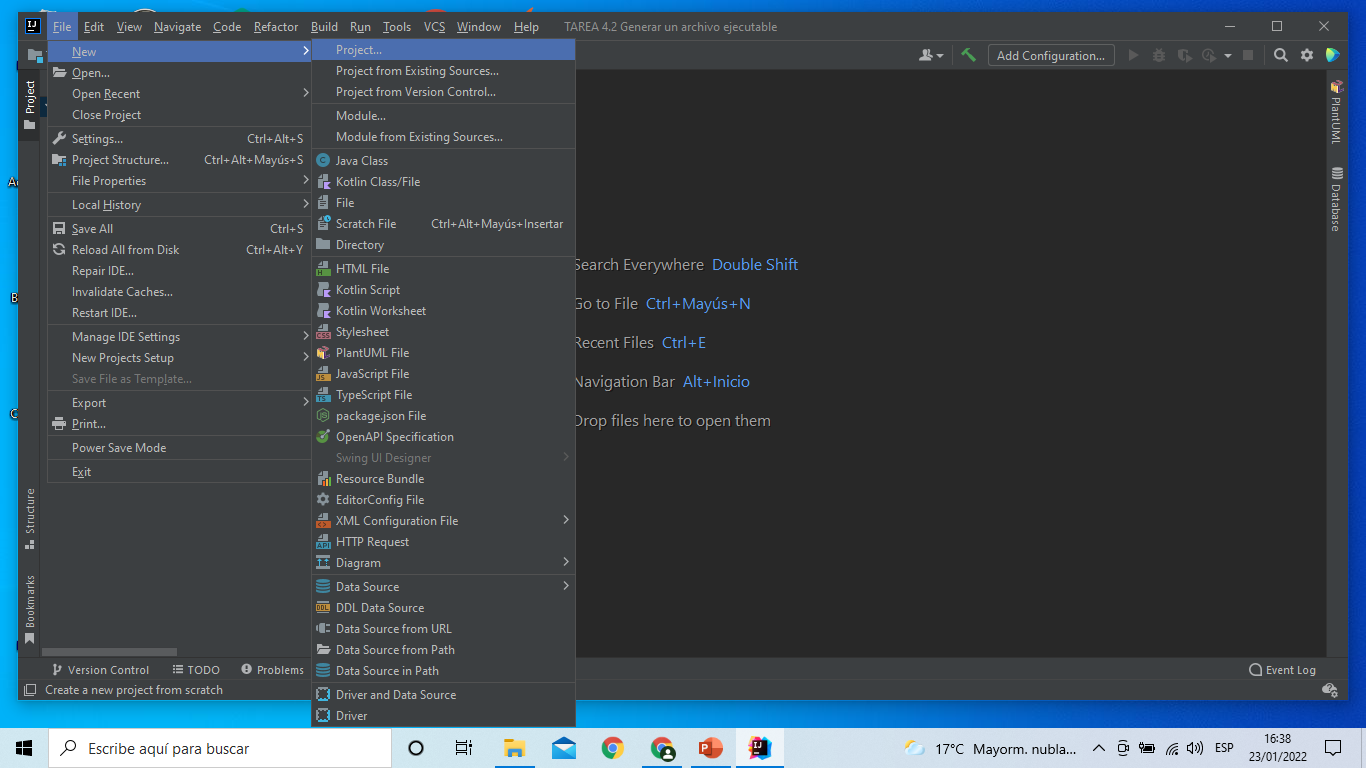 File Edit View Navigate Code Refactor Build Run Tools VCS Window Help TAREA 4.2 Generar un archivo ejecutable
Add Configuration...
New
Open...
Open Recent
Close Project
Settings... Ctrl+Alt+S
Project Structure... Ctrl+Alt+Mayús+S
File Properties
Local History
Save All Ctrl+S
Reload All from Disk Ctrl+Alt+Y
Repair IDE...
Invalidate Caches...
Restart IDE...
Manage IDE Settings
New Projects Setup
Save File as Template...
Export
Print...
Power Save Mode
Exit
Project...
Project from Existing Sources...
Project from Version Control...
Module...
Module from Existing Sources...
Java Class
Kotlin Class/File
File
Scratch File Ctrl+Alt+Mayús+Insertar
Directory
HTML File
Kotlin Script
Kotlin Worksheet
Stylesheet
PlantUML File
JavaScript File
TypeScript File
package.json File
OpenAPI Specification
Swing UI Designer
Resource Bundle
EditorConfig File
XML Configuration File
HTTP Request
Diagram
Data Source
DDL Data Source
Data Source from URL
Data Source from Path
Data Source in Path
Driver and Data Source
Driver
Search Everywhere Double Shift
Go to File Ctrl+Mayús+N
Recent Files Ctrl+E
Navigation Bar Alt+Inicio
Drop files here to open them
Project
Structure
Bookmarks
PlantUML
Database
Version Control TODO Problems
Event Log
Create a new project from scratch
Escribe aquí para buscar
17°C Mayorm. nubla...
ESP
16:38
23/01/2022